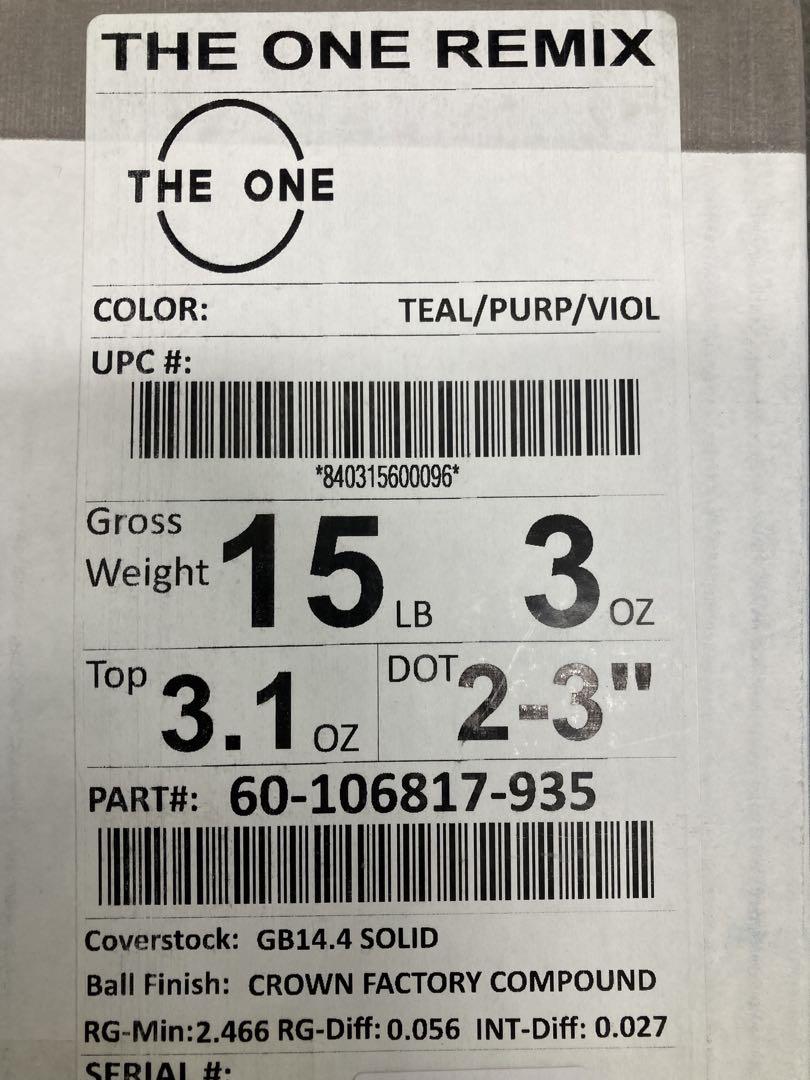 THE ONE REMIX
THE ONE
COLOR: TEAL/PURP/VIOL
UPC #:
*840315600096*
Gross Weight 15 LB 3 OZ
Top 3.1 OZ DOT 2-3"
PART#: 60-106817-935
Coverstock: GB14.4 SOLID
Ball Finish: CROWN FACTORY COMPOUND
RG-Min:2.466 RG-Diff: 0.056 INT-Diff: 0.027
SERIAL #: